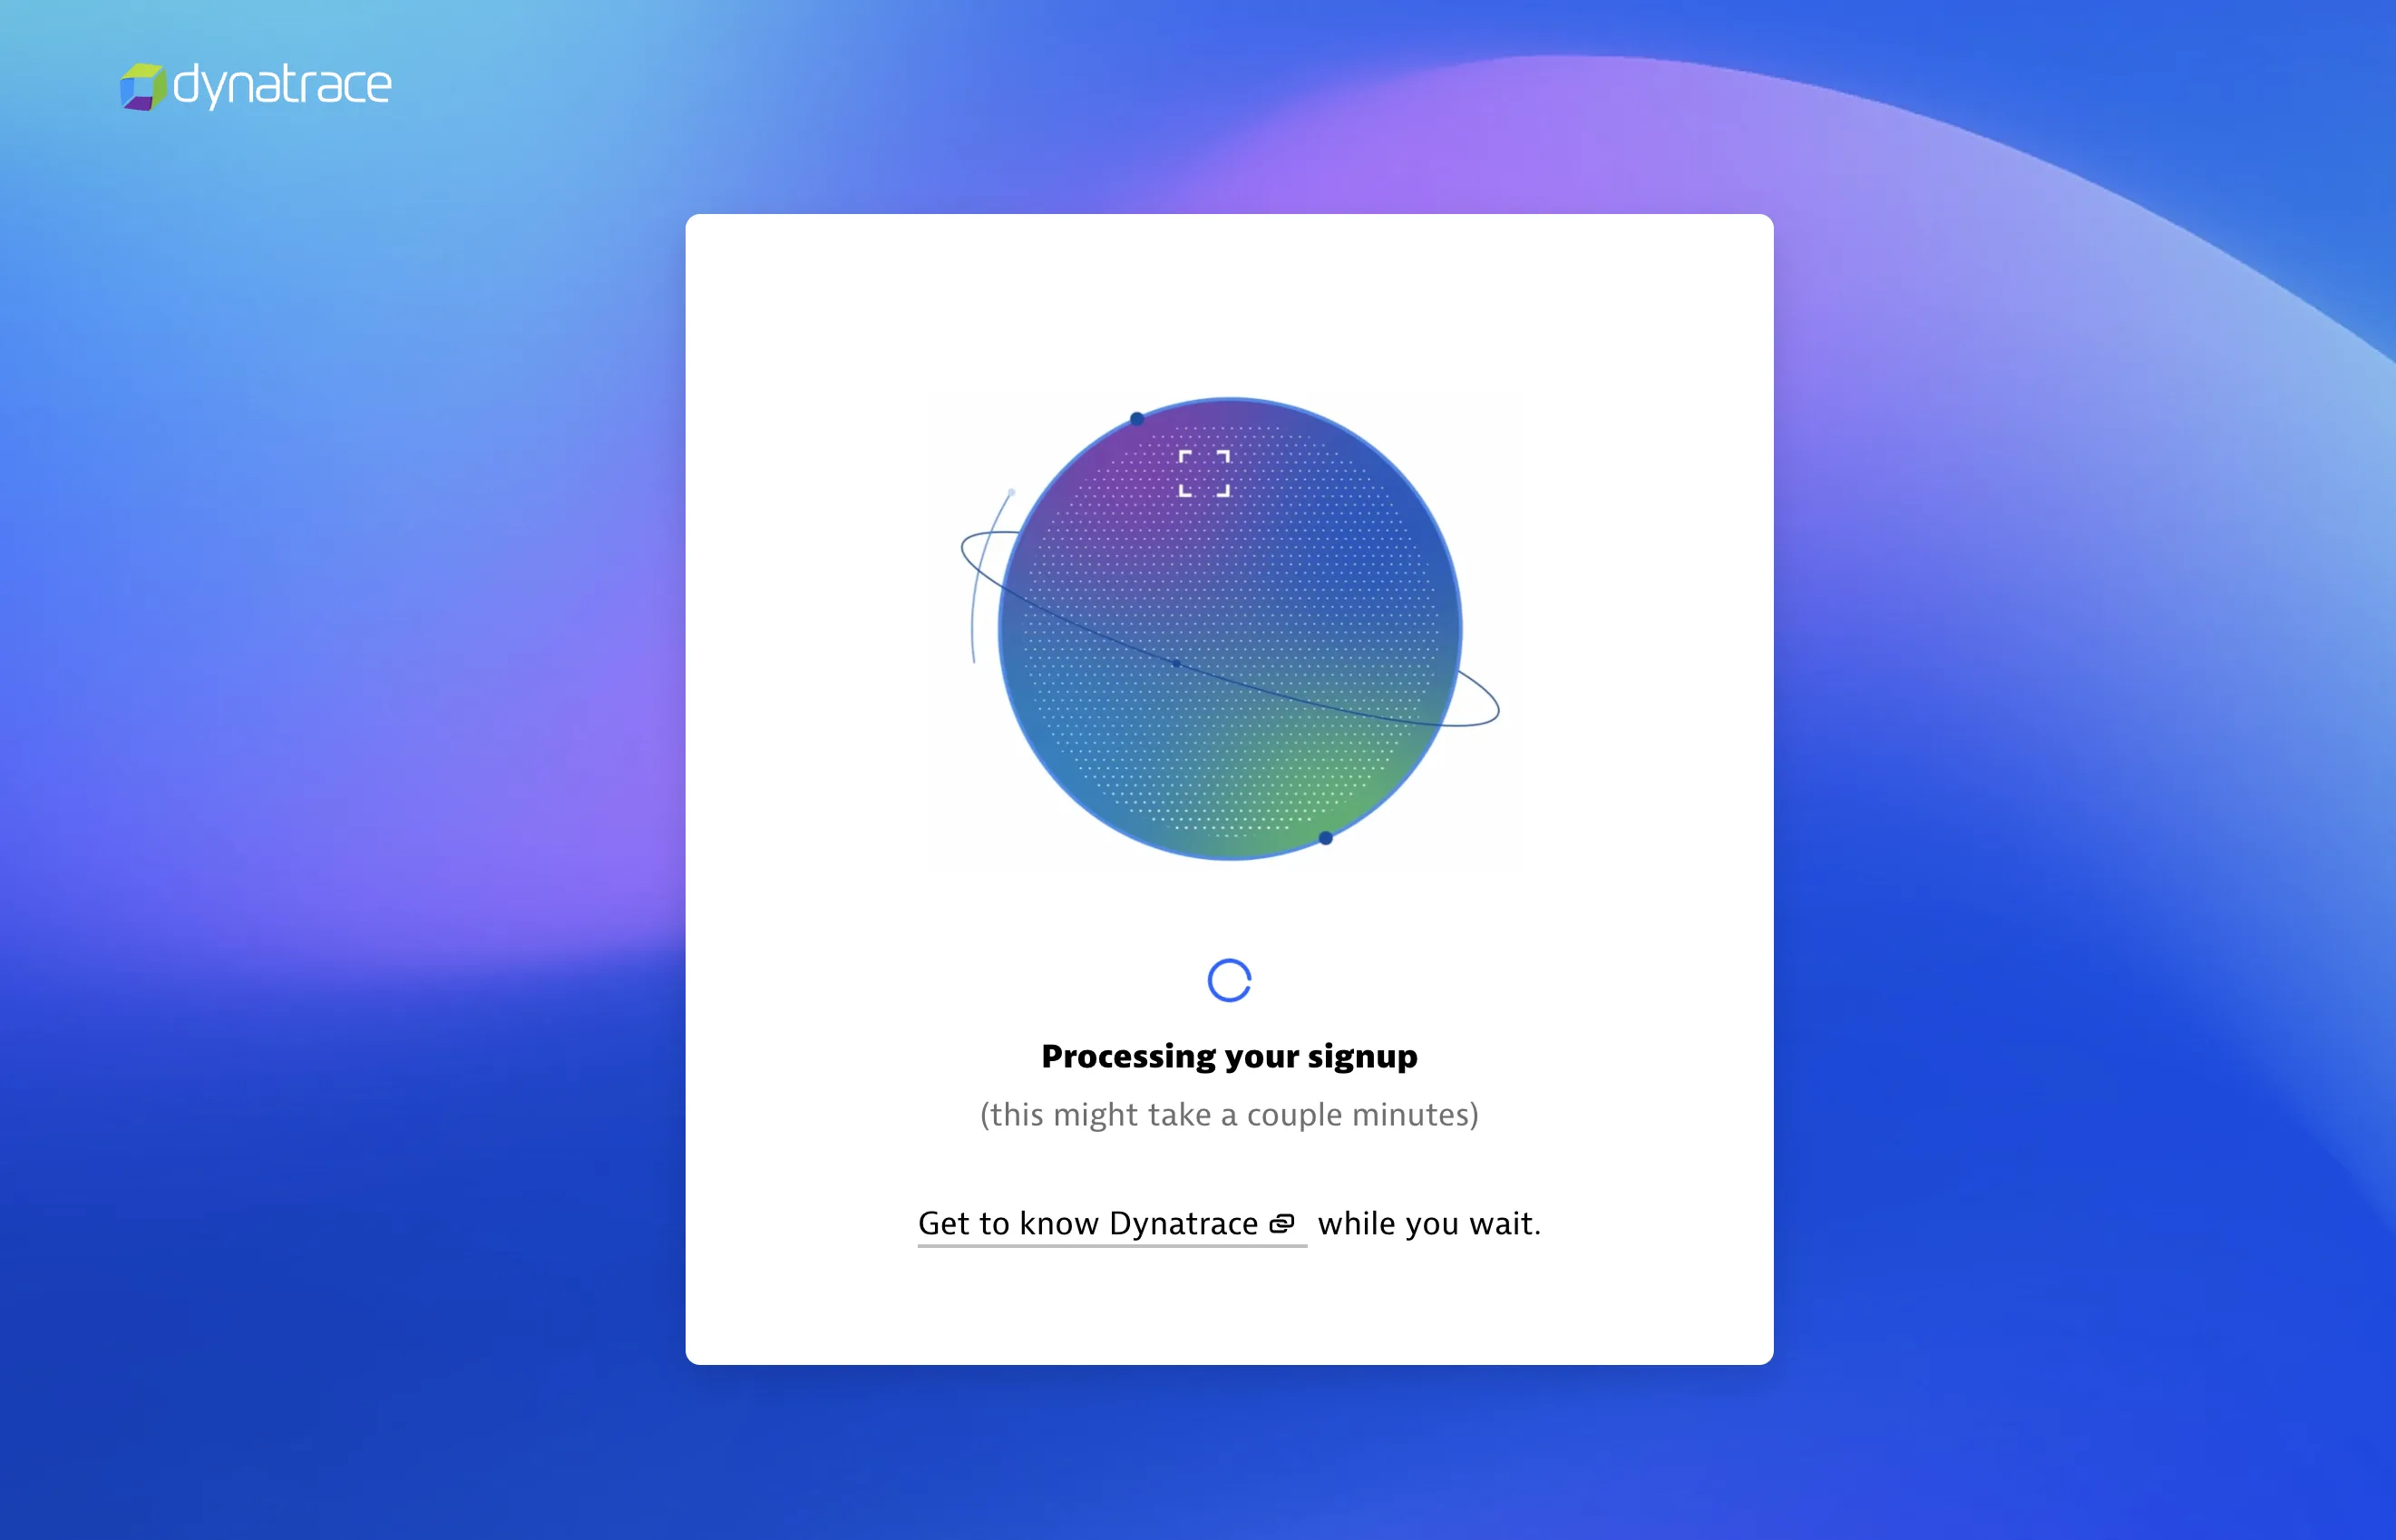 dynatrace
Processing your signup
(this might take a couple minutes)
Get to know Dynatrace while you wait.